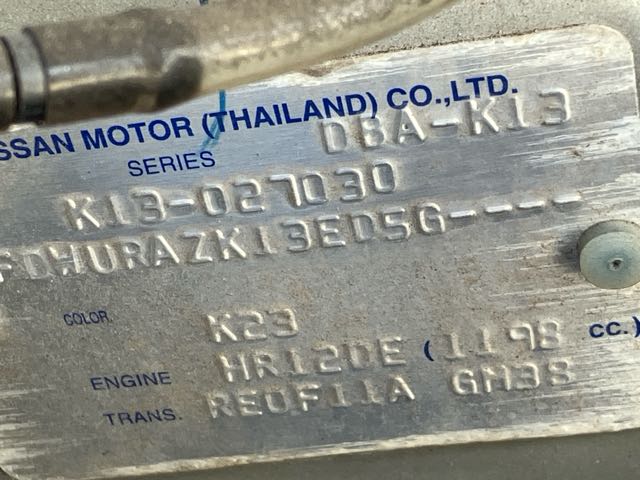 SSAN MOTOR (THAILAND) CO.,LTD.
SERIES DBA-K13
K13-027030
FDWURAZK13EDSG----
COLOR K23
ENGINE HR12DE (1198 CC.)
TRANS. RE0F11A GM38